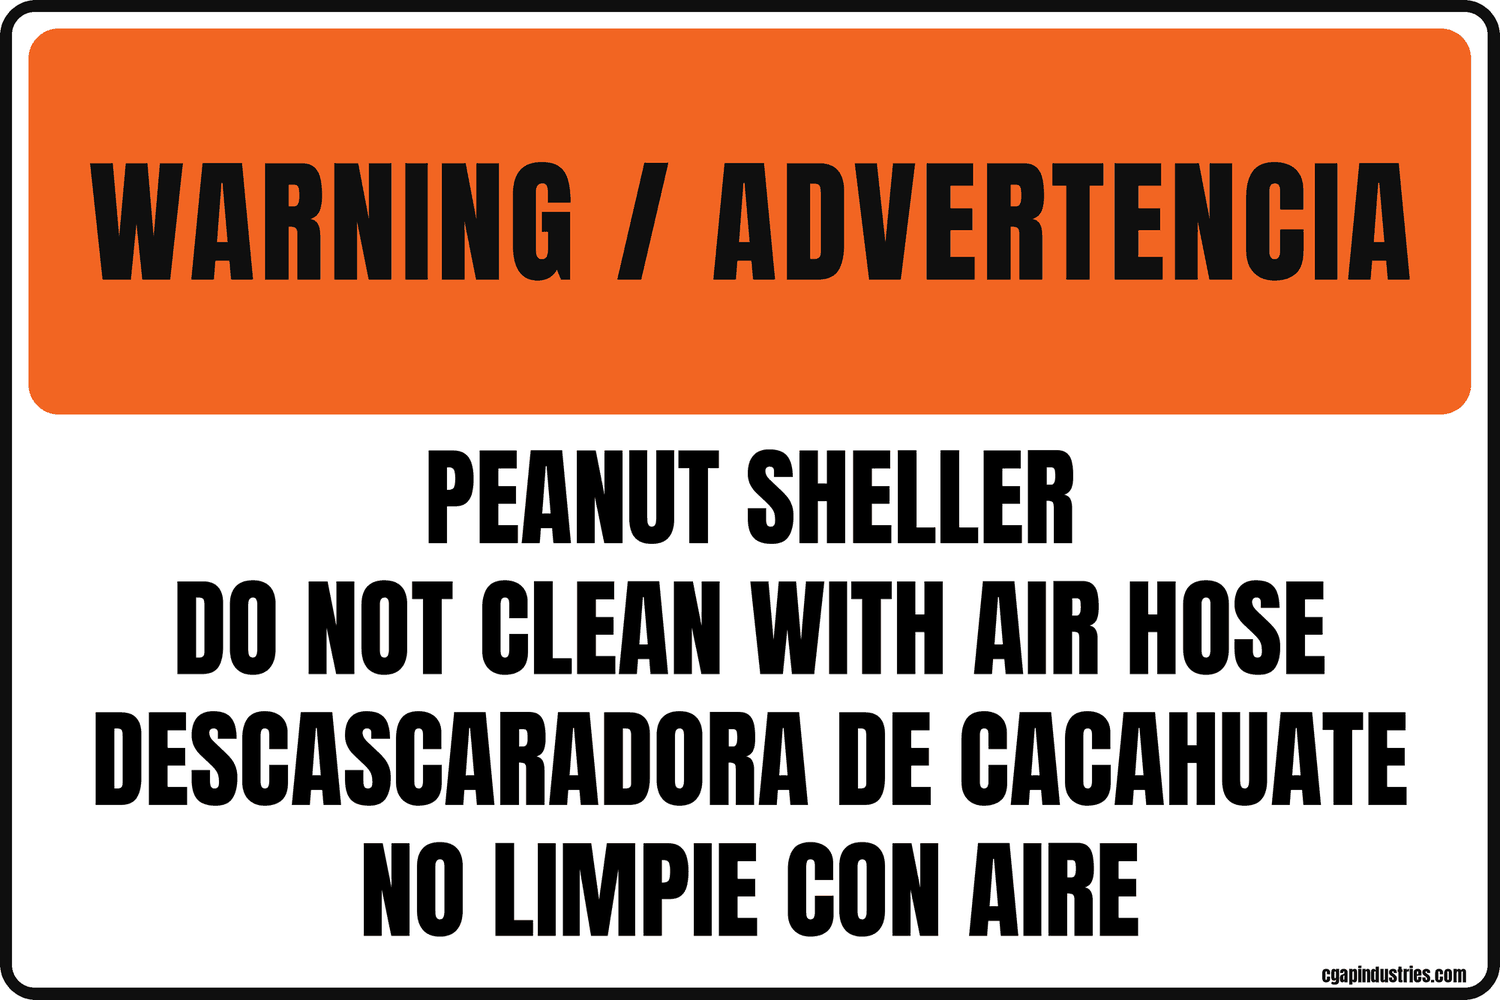 WARNING / ADVERTENCIA
PEANUT SHELLER
DO NOT CLEAN WITH AIR HOSE
DESCASCARADORA DE CACAHUATE
NO LIMPIE CON AIRE
cgapindustries.com